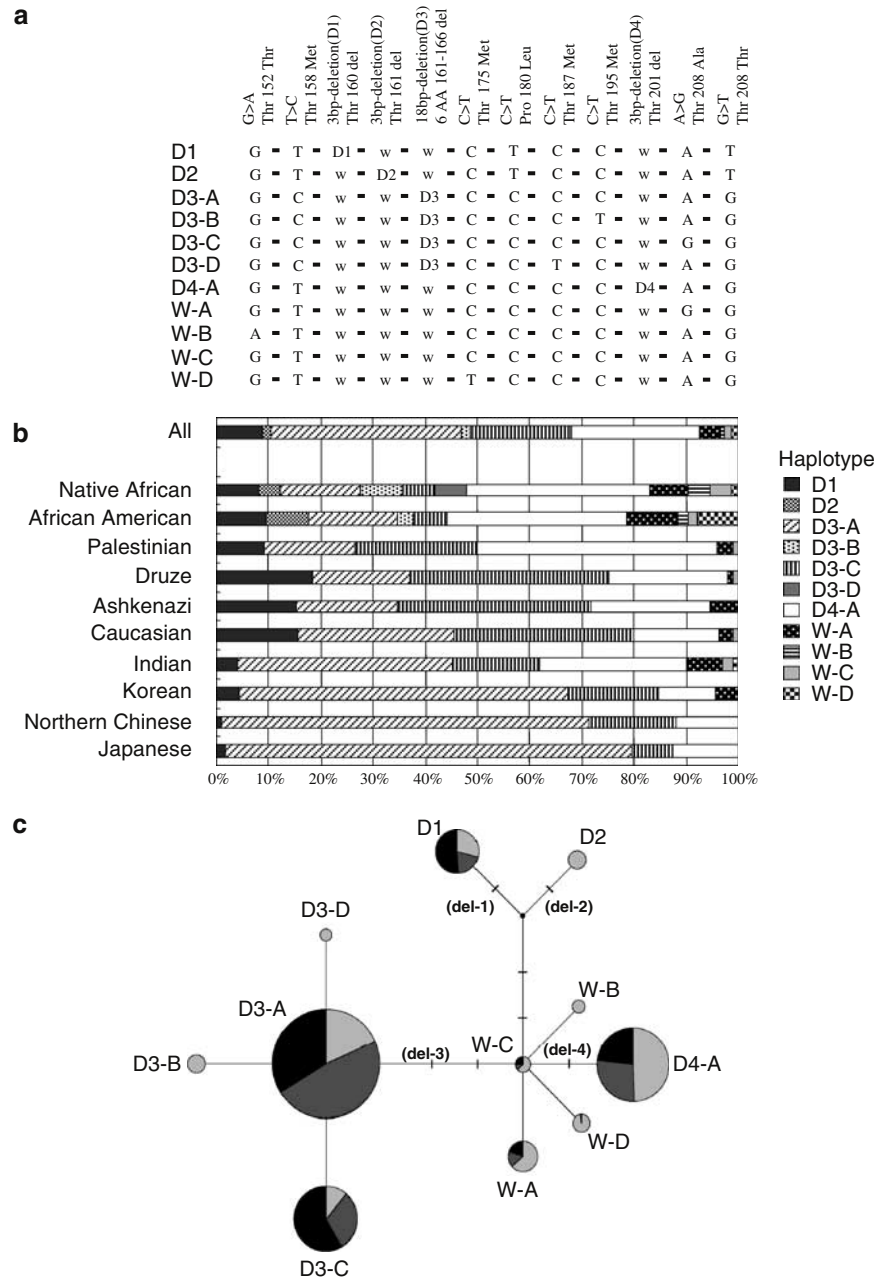 a
G>A
Thr 152 Thr
T>C
Thr 158 Met
3bp-deletion(D1)
Thr 160 del
3bp-deletion(D2)
Thr 161 del
18bp-deletion(D3)
6 AA 161-166 del
C>T
Thr 175 Met
C>T
Pro 180 Leu
C>T
Thr 187 Met
C>T
Thr 195 Met
3bp-deletion(D4)
Thr 201 del
A>G
Thr 208 Ala
G>T
Thr 208 Thr
D1 G - T - D1 - w - w - C - T - C - C - w - A - T
D2 G - T - w - D2 - w - C - T - C - C - w - A - T
D3-A G - C - w - w - D3 - C - C - C - C - w - A - G
D3-B G - C - w - w - D3 - C - C - C - T - w - A - G
D3-C G - C - w - w - D3 - C - C - C - C - w - G - G
D3-D G - C - w - w - D3 - C - C - T - C - w - A - G
D4-A G - T - w - w - w - C - C - C - C - D4 - A - G
W-A G - T - w - w - w - C - C - C - C - w - G - G
W-B A - T - w - w - w - C - C - C - C - w - A - G
W-C G - T - w - w - w - C - C - C - C - w - A - G
W-D G - T - w - w - w - T - C - C - C - w - A - G
b
All
Native African
African American
Palestinian
Druze
Ashkenazi
Caucasian
Indian
Korean
Northern Chinese
Japanese
0% 10% 20% 30% 40% 50% 60% 70% 80% 90% 100%
Haplotype
D1
D2
D3-A
D3-B
D3-C
D3-D
D4-A
W-A
W-B
W-C
W-D
c
D1
D2
(del-1)
(del-2)
D3-D
D3-A
W-B
D3-B
(del-3)
W-C
(del-4)
D4-A
W-D
W-A
D3-C